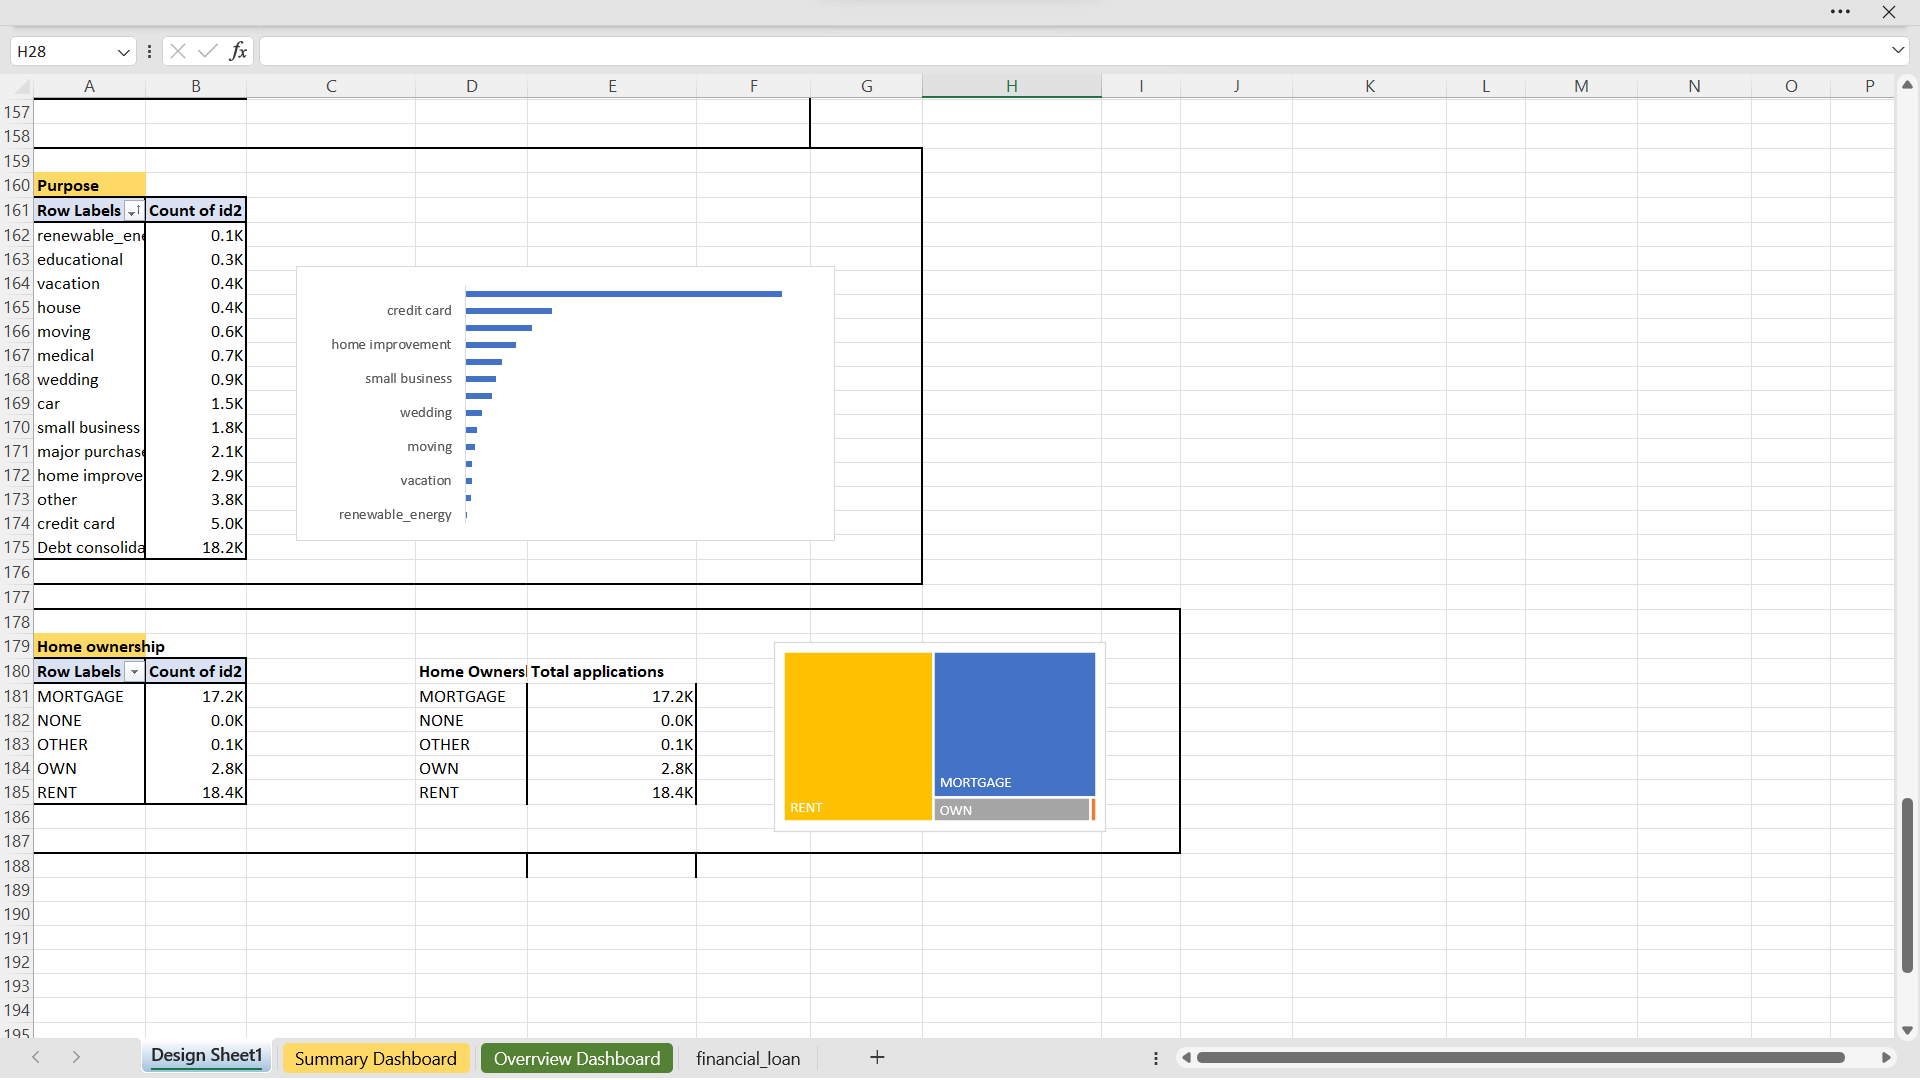 H28
fx
A B C D E F G H I J K L M N O P
157
158
159
160 Purpose
161 Row Labels Count of id2
162 renewable_ene 0.1K
163 educational 0.3K
164 vacation 0.4K
165 house 0.4K
166 moving 0.6K
167 medical 0.7K
168 wedding 0.9K
169 car 1.5K
170 small business 1.8K
171 major purchase 2.1K
172 home improve 2.9K
173 other 3.8K
174 credit card 5.0K
175 Debt consolida 18.2K
credit card
home improvement
small business
wedding
moving
vacation
renewable_energy
176
177
178
179 Home ownership
180 Row Labels Count of id2 Home Ownersl Total applications
181 MORTGAGE 17.2K MORTGAGE 17.2K
182 NONE 0.0K NONE 0.0K
183 OTHER 0.1K OTHER 0.1K
184 OWN 2.8K OWN 2.8K
185 RENT 18.4K RENT 18.4K
RENT
MORTGAGE
OWN
186
187
188
189
190
191
192
193
194
195
Design Sheet1 Summary Dashboard Overrview Dashboard financial_loan